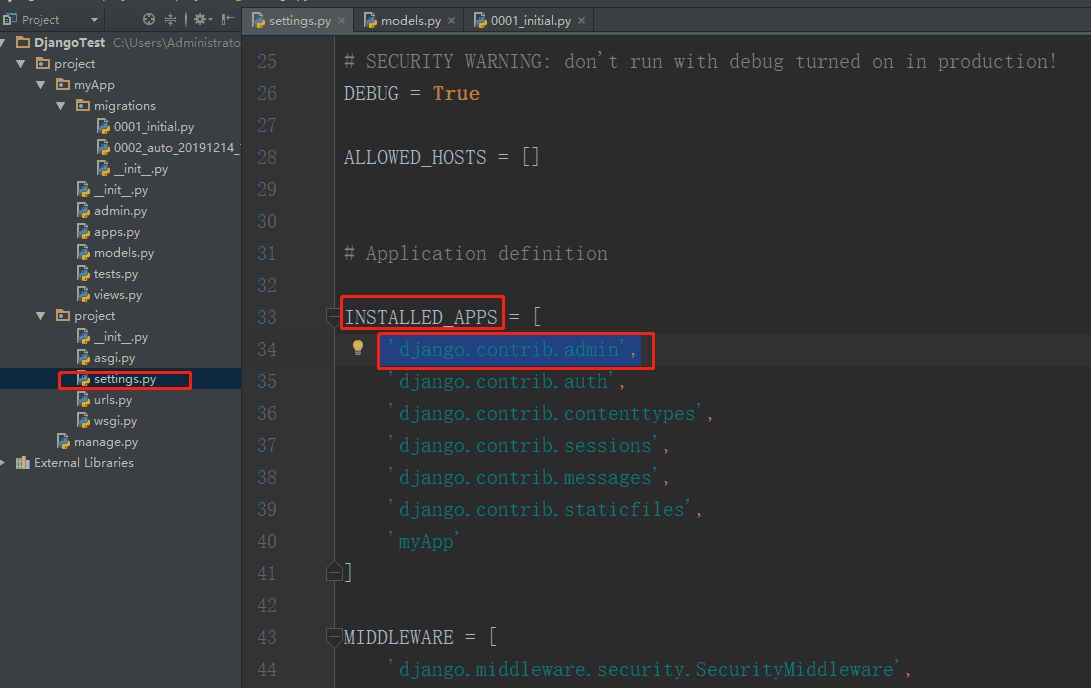 Project
settings.py
models.py
0001_initial.py
DjangoTest C:\Users\Administrato
project
myApp
migrations
0001_initial.py
0002_auto_20191214_
__init__.py
__init__.py
admin.py
apps.py
models.py
tests.py
views.py
project
__init__.py
asgi.py
settings.py
urls.py
wsgi.py
manage.py
External Libraries
25 # SECURITY WARNING: don't run with debug turned on in production!
26 DEBUG = True
27
28 ALLOWED_HOSTS = []
29
30
31 # Application definition
32
33 INSTALLED_APPS = [
34 'django.contrib.admin',
35 'django.contrib.auth',
36 'django.contrib.contenttypes',
37 'django.contrib.sessions',
38 'django.contrib.messages',
39 'django.contrib.staticfiles',
40 'myApp'
41 ]
42
43 MIDDLEWARE = [
44 'django.middleware.security.SecurityMiddleware',